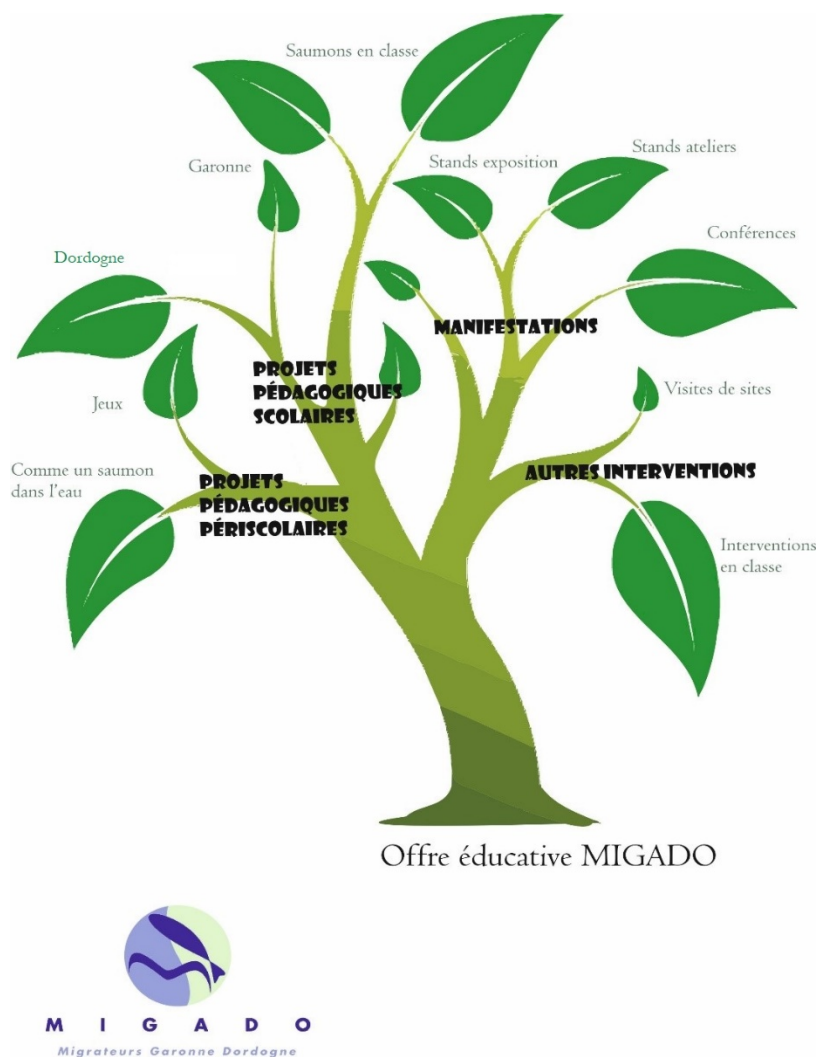 Saumons en classe
Stands ateliers
Stands exposition
Garonne
Conférences
Dordogne
MANIFESTATIONS
PROJETS
PÉDAGOGIQUES
SCOLAIRES
Visites de sites
Jeux
Comme un saumon
dans l'eau
PROJETS
PÉDAGOGIQUES
PÉRISCOLAIRES
AUTRES INTERVENTIONS
Interventions
en classe
Offre éducative MIGADO
MIGADO
Migrateurs Garonne Dordogne